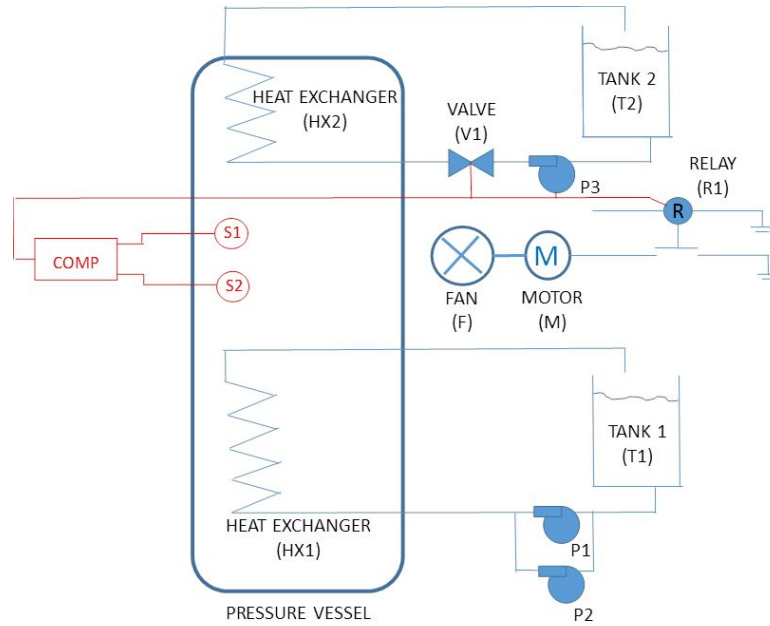 TANK 2
(T2)
HEAT EXCHANGER
(HX2)
VALVE
(V1)
RELAY
(R1)
P3
R
S1
COMP
S2
M
FAN
(F)
MOTOR
(M)
TANK 1
(T1)
HEAT EXCHANGER
(HX1)
P1
P2
PRESSURE VESSEL